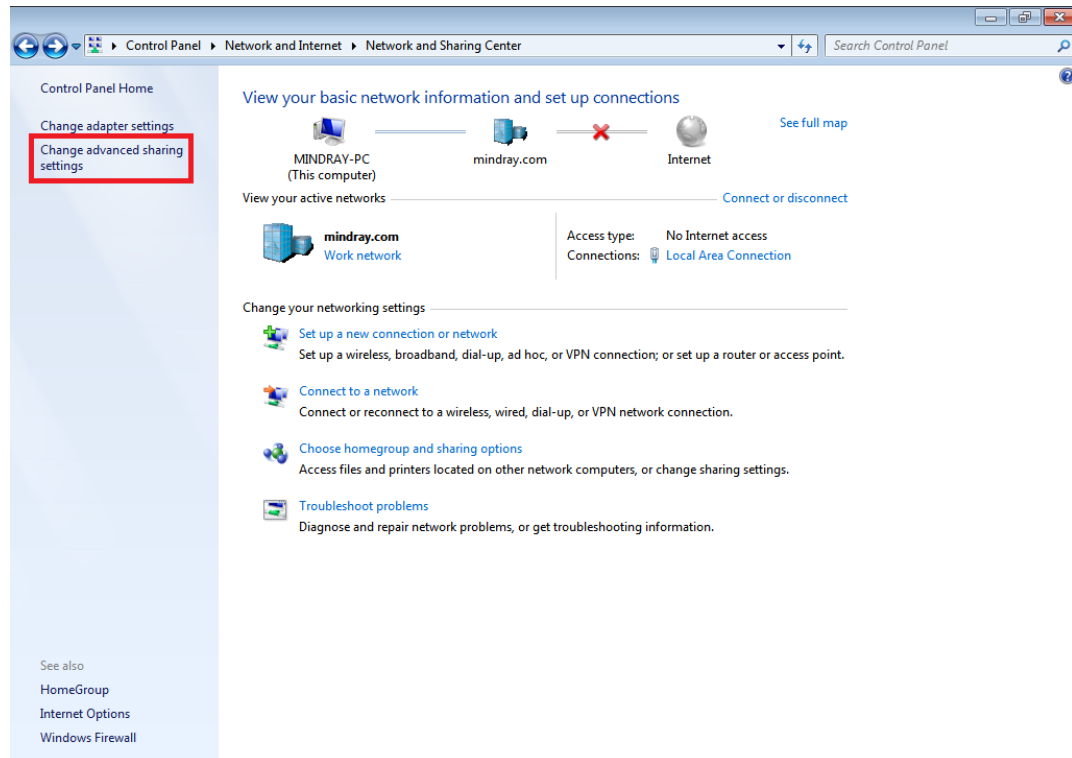 Control Panel ▸ Network and Internet ▸ Network and Sharing Center
Search Control Panel
Control Panel Home
Change adapter settings
Change advanced sharing
settings
See also
HomeGroup
Internet Options
Windows Firewall
View your basic network information and set up connections
See full map
MINDRAY-PC
(This computer)
mindray.com
Internet
View your active networks
Connect or disconnect
mindray.com
Work network
Access type: No Internet access
Connections: Local Area Connection
Change your networking settings
Set up a new connection or network
Set up a wireless, broadband, dial-up, ad hoc, or VPN connection; or set up a router or access point.
Connect to a network
Connect or reconnect to a wireless, wired, dial-up, or VPN network connection.
Choose homegroup and sharing options
Access files and printers located on other network computers, or change sharing settings.
Troubleshoot problems
Diagnose and repair network problems, or get troubleshooting information.